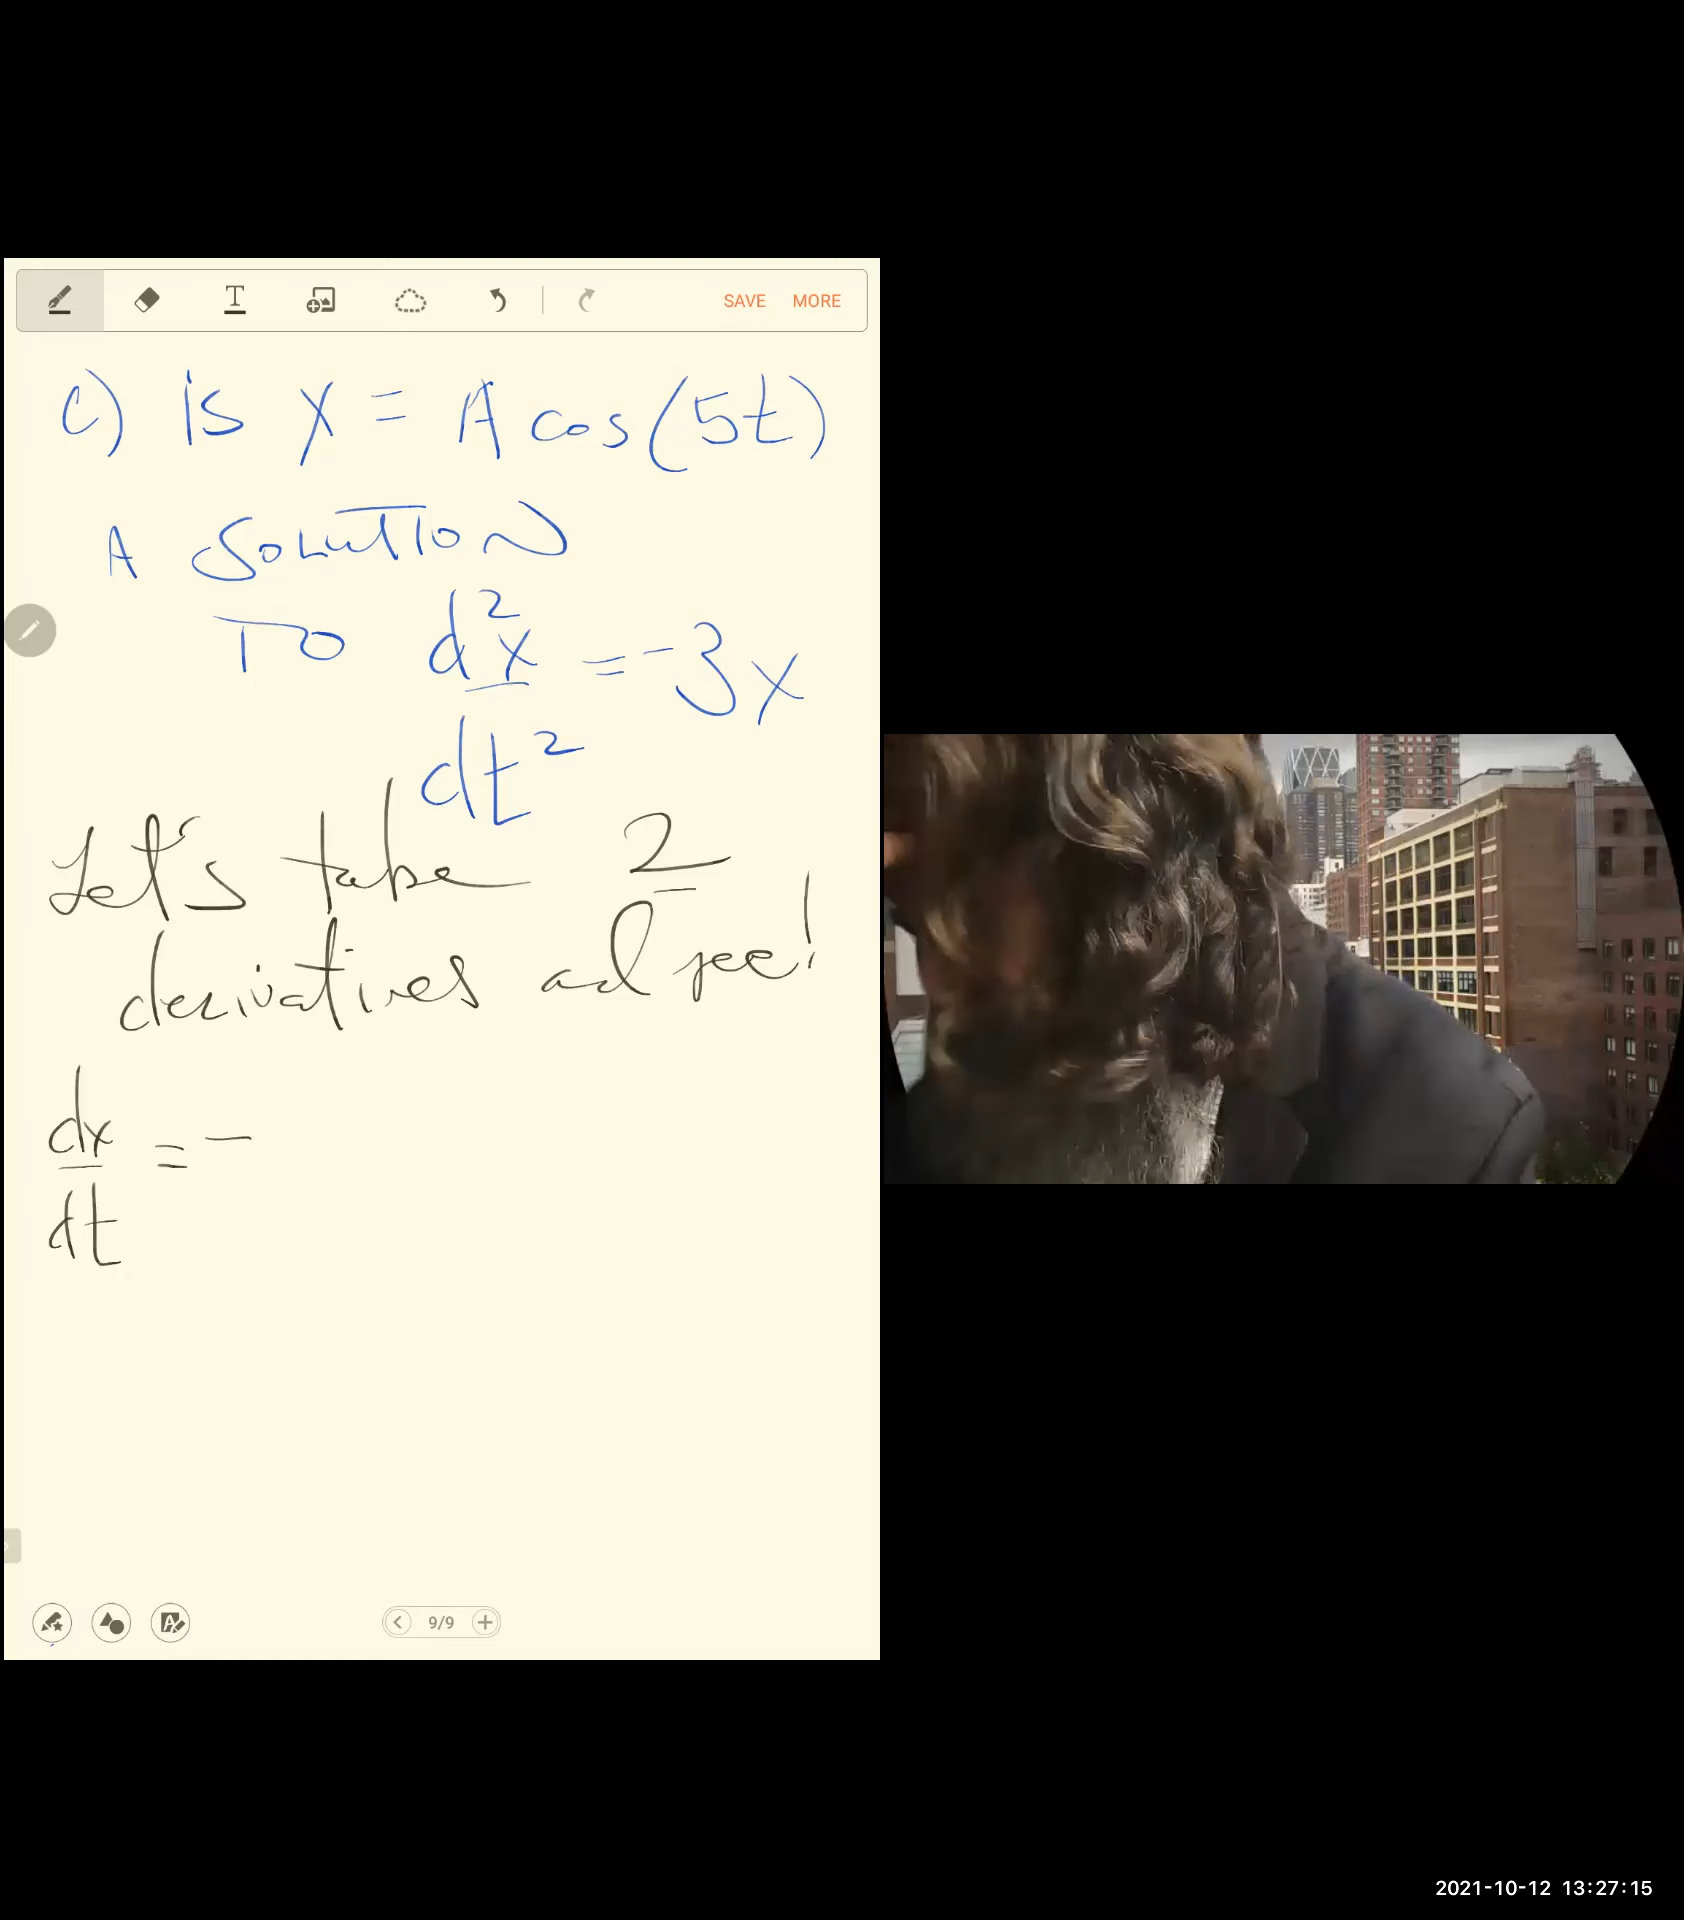 T SAVE MORE
c) is x = A cos(5t)
A SOLUTION
TO d²x/dt² = -3x
Let's take 2
derivatives ad see!
dx/dt = -
9/9
2021-10-12 13:27:15